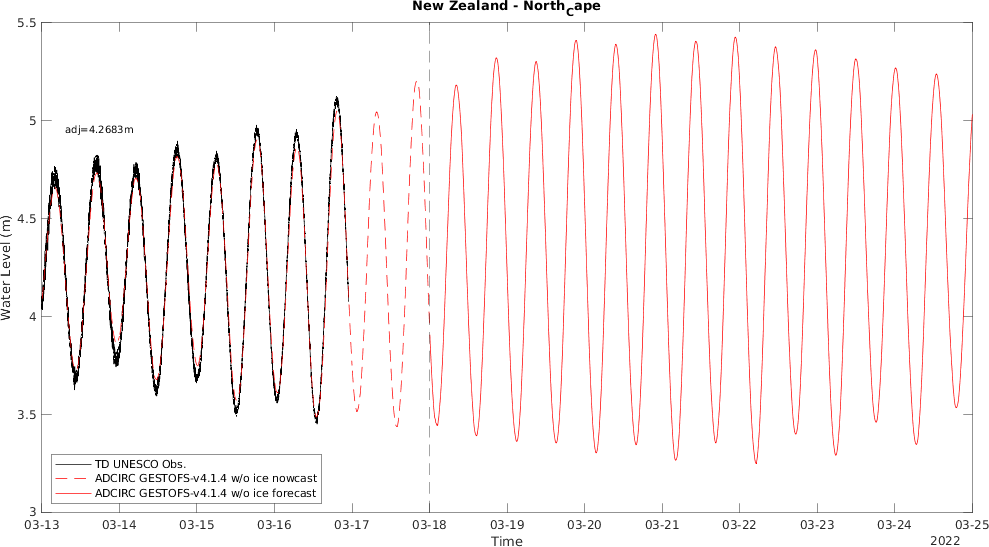 New Zealand - NorthCape
5.5
5
4.5
4
3.5
3
Water Level (m)
adj=4.2683m
TD UNESCO Obs.
ADCIRC GESTOFS-v4.1.4 w/o ice nowcast
ADCIRC GESTOFS-v4.1.4 w/o ice forecast
03-13 03-14 03-15 03-16 03-17 03-18 03-19 03-20 03-21 03-22 03-23 03-24 03-25
Time
2022